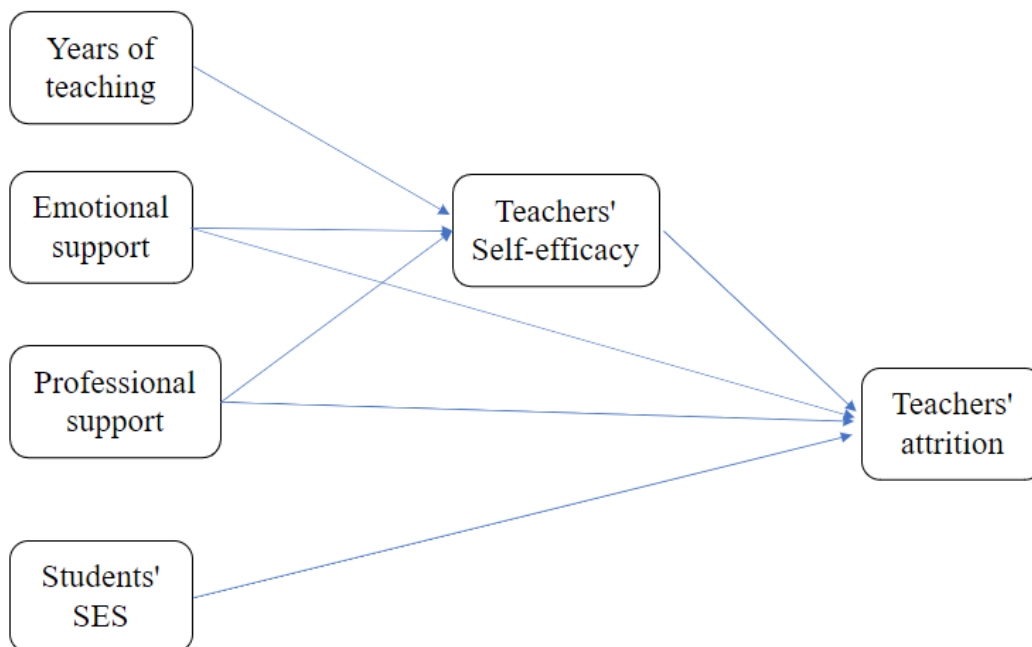 Years of
teaching
Emotional
support
Teachers'
Self-efficacy
Professional
support
Teachers'
attrition
Students'
SES